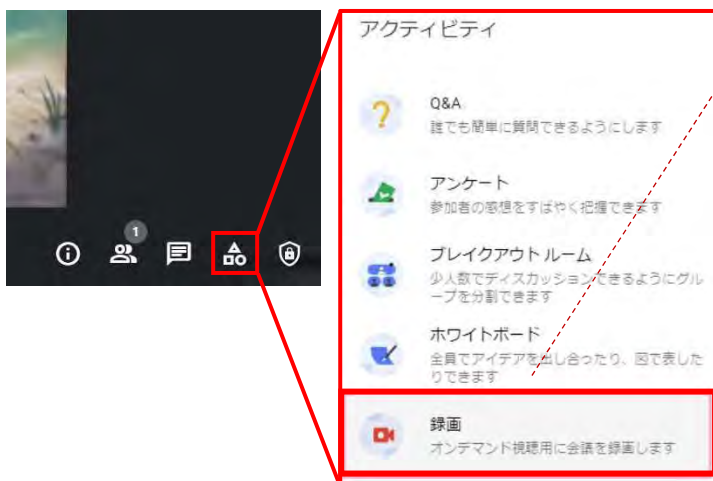 アクティビティ
Q&A
誰でも簡単に質問できるようにします
アンケート
参加者の感想をすばやく把握できます
ブレイクアウト ルーム
少人数でディスカッションできるようにグル
ープを分割できます
ホワイトボード
全員でアイデアを出し合ったり、図で表した
りできます
録画
オンデマンド視聴用に会議を録画します
1